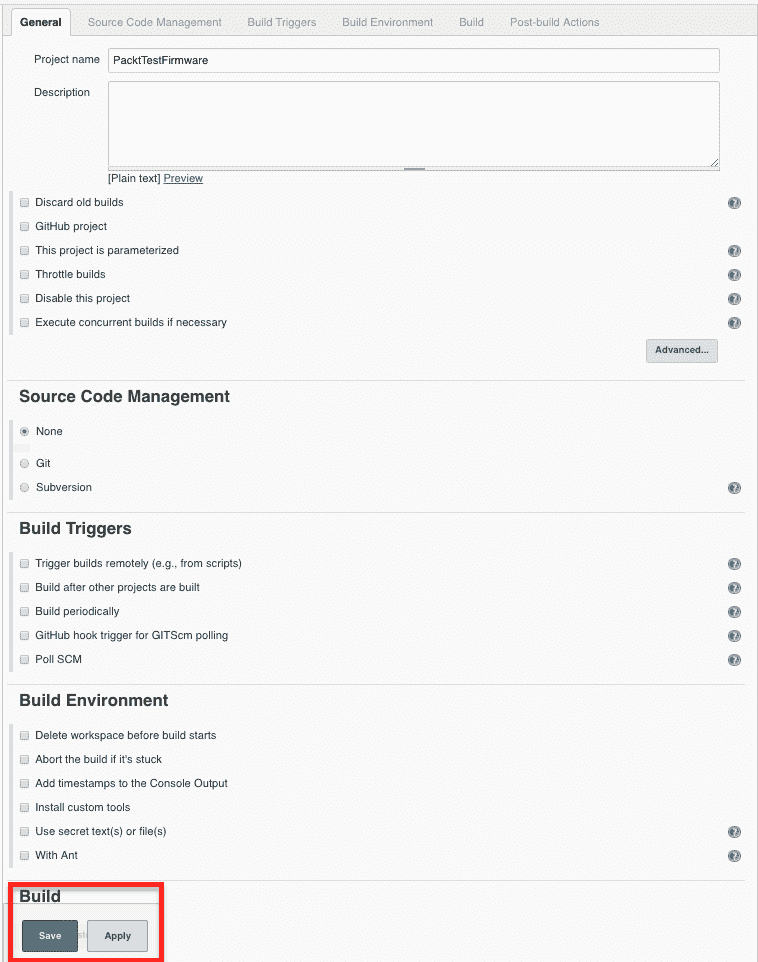 General Source Code Management Build Triggers Build Environment Build Post-build Actions
Project name PacktTestFirmware
Description
[Plain text] Preview
Discard old builds
GitHub project
This project is parameterized
Throttle builds
Disable this project
Execute concurrent builds if necessary
Advanced...
Source Code Management
None
Git
Subversion
Build Triggers
Trigger builds remotely (e.g., from scripts)
Build after other projects are built
Build periodically
GitHub hook trigger for GITScm polling
Poll SCM
Build Environment
Delete workspace before build starts
Abort the build if it's stuck
Add timestamps to the Console Output
Install custom tools
Use secret text(s) or file(s)
With Ant
Build
Save Apply